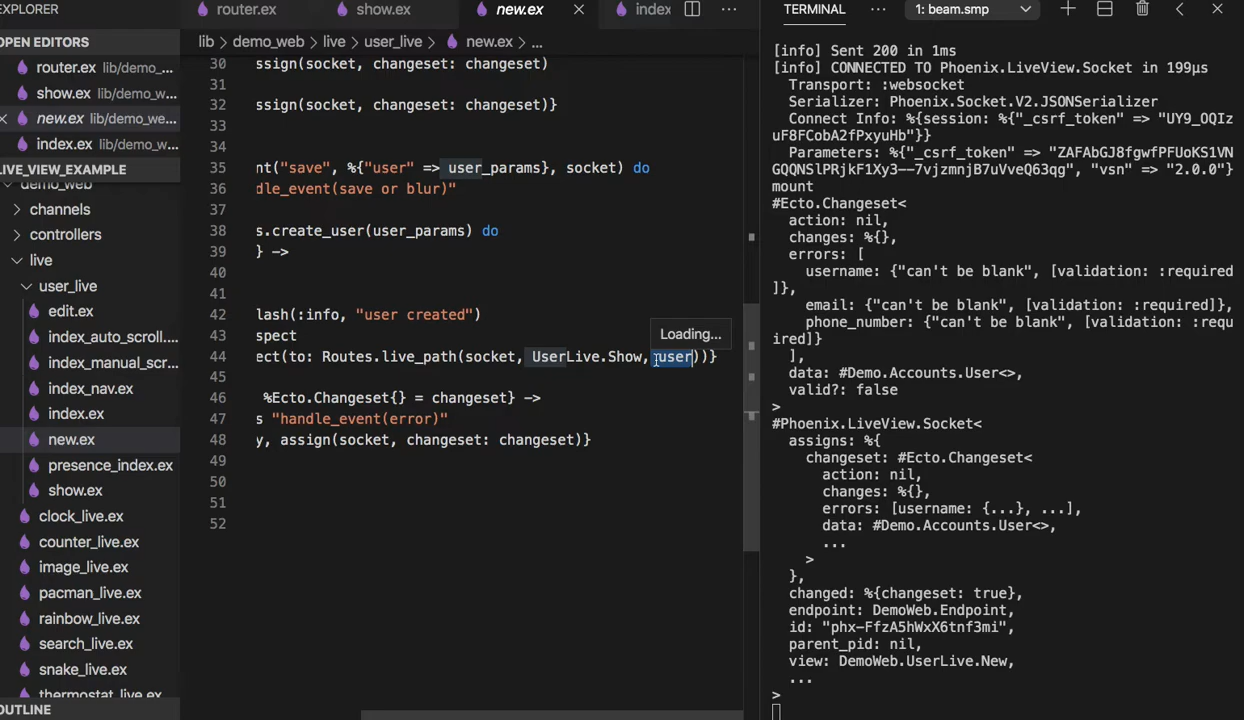 EXPLORER
OPEN EDITORS
router.ex lib/demo_...
show.ex lib/demo_w...
new.ex lib/demo_we...
index.ex lib/demo_w...
LIVE_VIEW_EXAMPLE
demo_web
channels
controllers
live
user_live
edit.ex
index_auto_scroll....
index_manual_scr...
index_nav.ex
index.ex
new.ex
presence_index.ex
show.ex
clock_live.ex
counter_live.ex
image_live.ex
pacman_live.ex
rainbow_live.ex
search_live.ex
snake_live.ex
thermostat_live.ex
OUTLINE
router.ex show.ex new.ex index
lib > demo_web > live > user_live > new.ex > ...
30 ssign(socket, changeset: changeset)
31
32 ssign(socket, changeset: changeset)}
33
34
35 nt("save", %{"user" => user_params}, socket) do
36 dle_event(save or blur)"
37
38 s.create_user(user_params) do
39 } ->
40
41
42 lash(:info, "user created")
43 spect
44 ect(to: Routes.live_path(socket, UserLive.Show, user))}
Loading...
45
46 %Ecto.Changeset{} = changeset} ->
47 s "handle_event(error)"
48 y, assign(socket, changeset: changeset)}
49
50
51
52
TERMINAL ... 1: beam.smp
[info] Sent 200 in 1ms
[info] CONNECTED TO Phoenix.LiveView.Socket in 199µs
Transport: :websocket
Serializer: Phoenix.Socket.V2.JSONSerializer
Connect Info: %{session: %{"_csrf_token" => "UY9_OQIz
uF8FCobA2fPxyuHb"}}
Parameters: %{"_csrf_token" => "ZAFAbGJ8fgwfPFUoKS1VN
GQQNSlPRjkF1Xy3--7vjzmnjB7uVveQ63qg", "vsn" => "2.0.0"}
mount
#Ecto.Changeset<
action: nil,
changes: %{},
errors: [
username: {"can't be blank", [validation: :required
]},
email: {"can't be blank", [validation: :required]},
phone_number: {"can't be blank", [validation: :requ
ired]}
],
data: #Demo.Accounts.User<>,
valid?: false
>
#Phoenix.LiveView.Socket<
assigns: %{
changeset: #Ecto.Changeset<
action: nil,
changes: %{},
errors: [username: {...}, ...],
data: #Demo.Accounts.User<>,
...
>
},
changed: %{changeset: true},
endpoint: DemoWeb.Endpoint,
id: "phx-FfzA5hWxX6tnf3mi",
parent_pid: nil,
view: DemoWeb.UserLive.New,
...
>